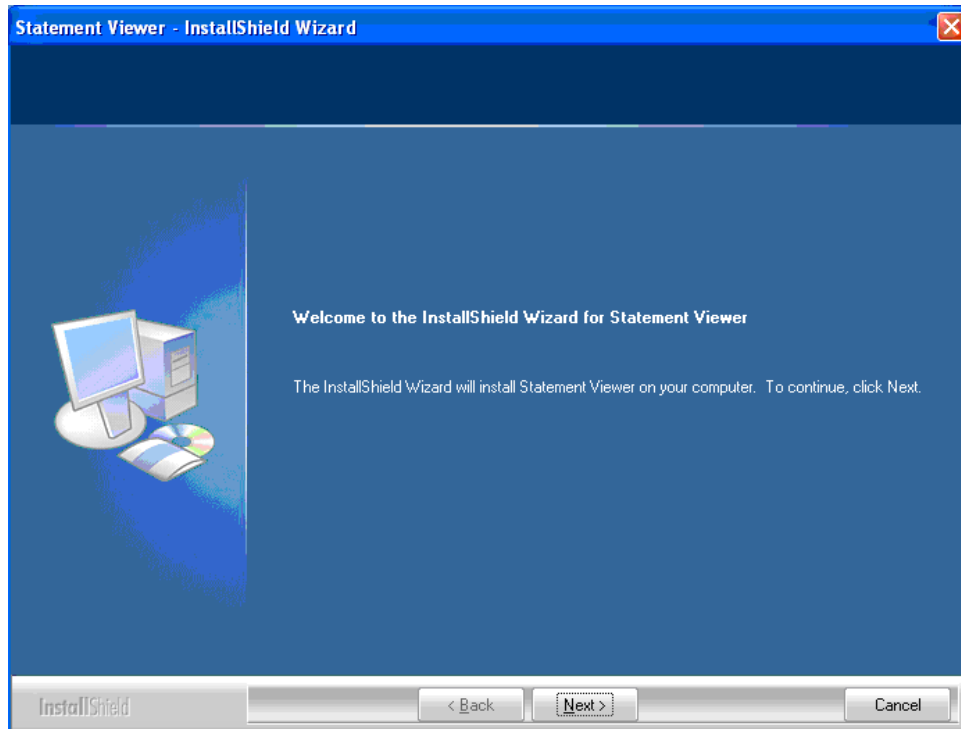 Statement Viewer - InstallShield Wizard
Welcome to the InstallShield Wizard for Statement Viewer
The InstallShield Wizard will install Statement Viewer on your computer. To continue, click Next.
InstallShield
< Back
Next >
Cancel